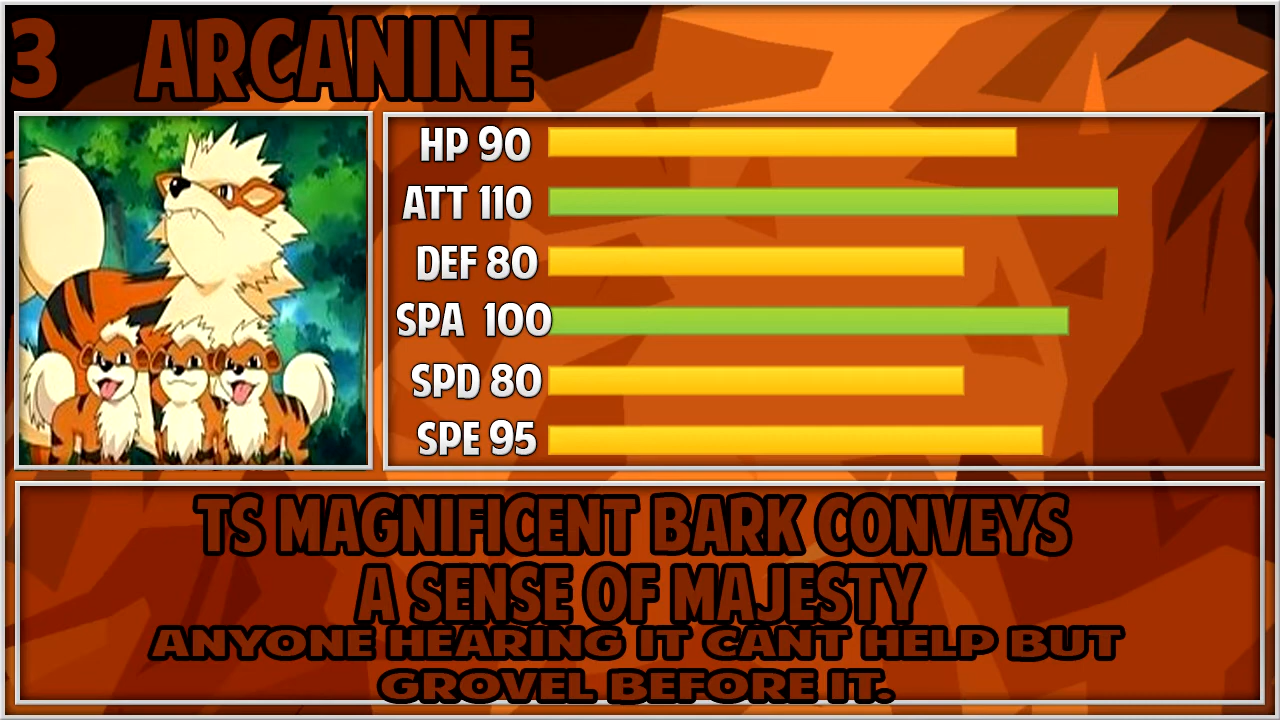 3 ARCANINE
HP 90
ATT 110
DEF 80
SPA 100
SPD 80
SPE 95
TS MAGNIFICENT BARK CONVEYS
A SENSE OF MAJESTY
ANYONE HEARING IT CANT HELP BUT
GROVEL BEFORE IT.